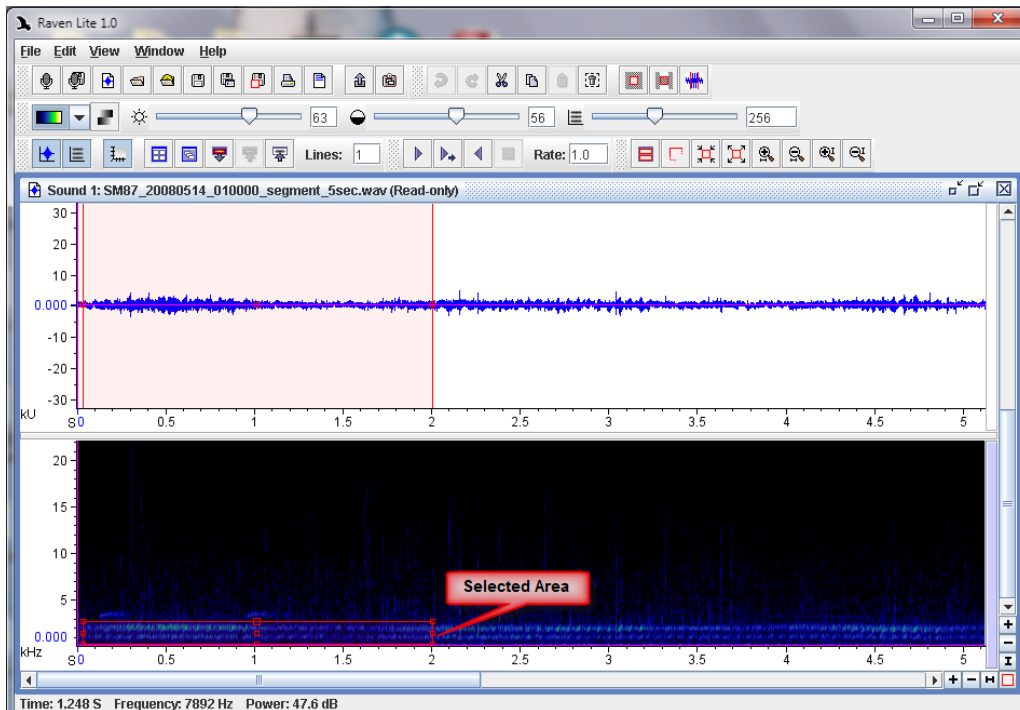 Raven Lite 1.0
File Edit View Window Help
63 56 256
Lines: 1 Rate: 1.0
Sound 1: SM87_20080514_010000_segment_5sec.wav (Read-only)
30
20
10
0.000
-10
-20
-30
kU
S 0 0.5 1 1.5 2 2.5 3 3.5 4 4.5 5
20
15
10
5
0.000
kHz
Selected Area
S 0 0.5 1 1.5 2 2.5 3 3.5 4 4.5 5
Time: 1.248 S Frequency: 7892 Hz Power: 47.6 dB